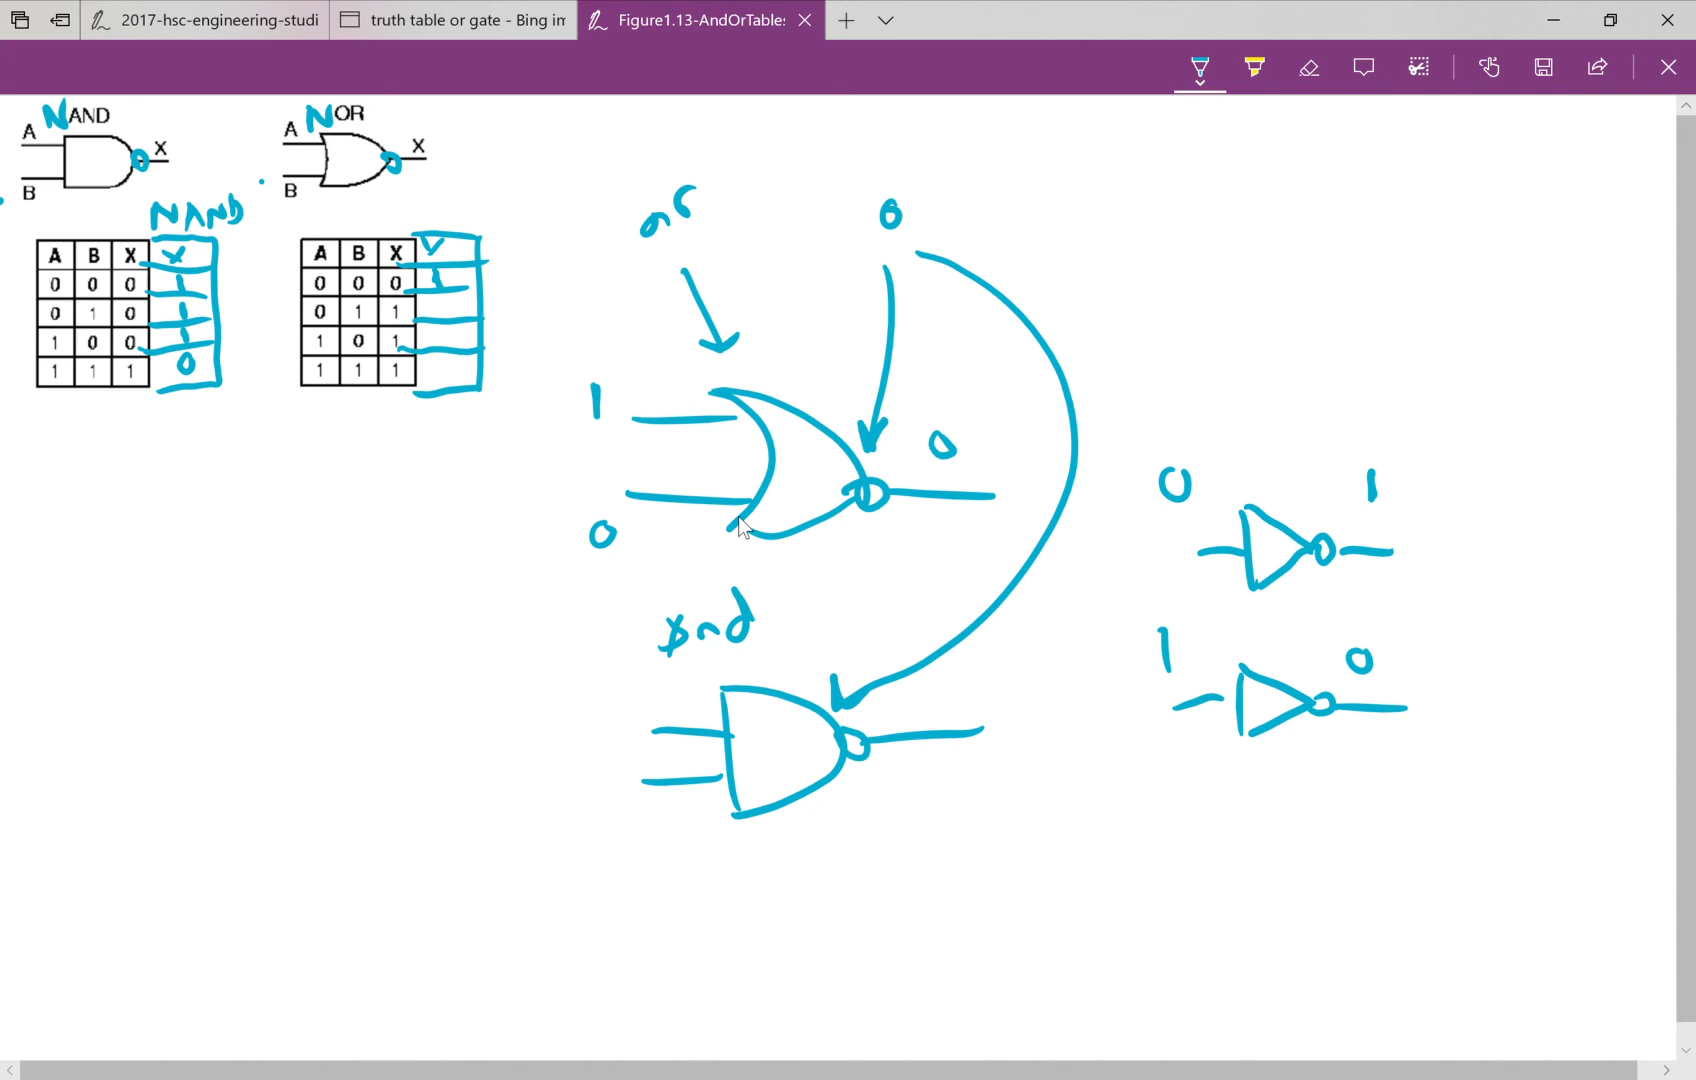 2017-hsc-engineering-studi
truth table or gate - Bing in
Figure1.13-AndOrTable:
NAND
A
X
B
NAND
A B X X
0 0 0 1
0 1 0 1
1 0 0 1
1 1 1 0
NOR
A
X
B
A B X
0 0 0 1
0 1 1
1 0 1
1 1 1
or
0
1
0
0
and
0
1
1
0